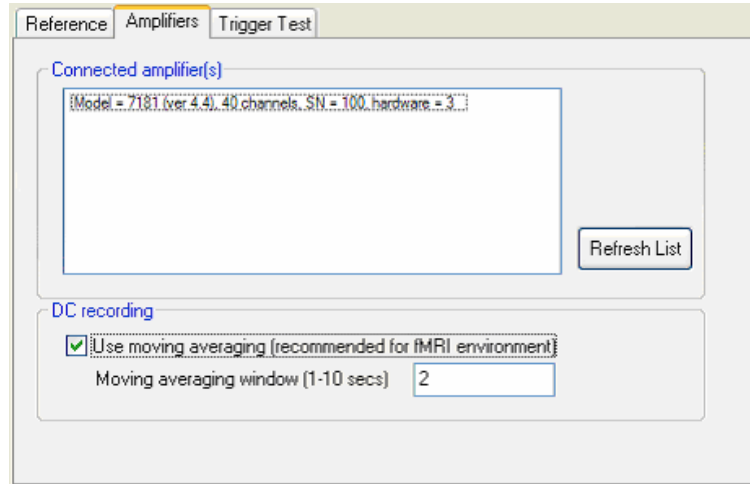 Reference Amplifiers Trigger Test
Connected amplifier(s)
Model = 7181 (ver 4.4), 40 channels, SN = 100, hardware = 3
Refresh List
DC recording
Use moving averaging (recommended for fMRI environment)
Moving averaging window (1-10 secs) 2